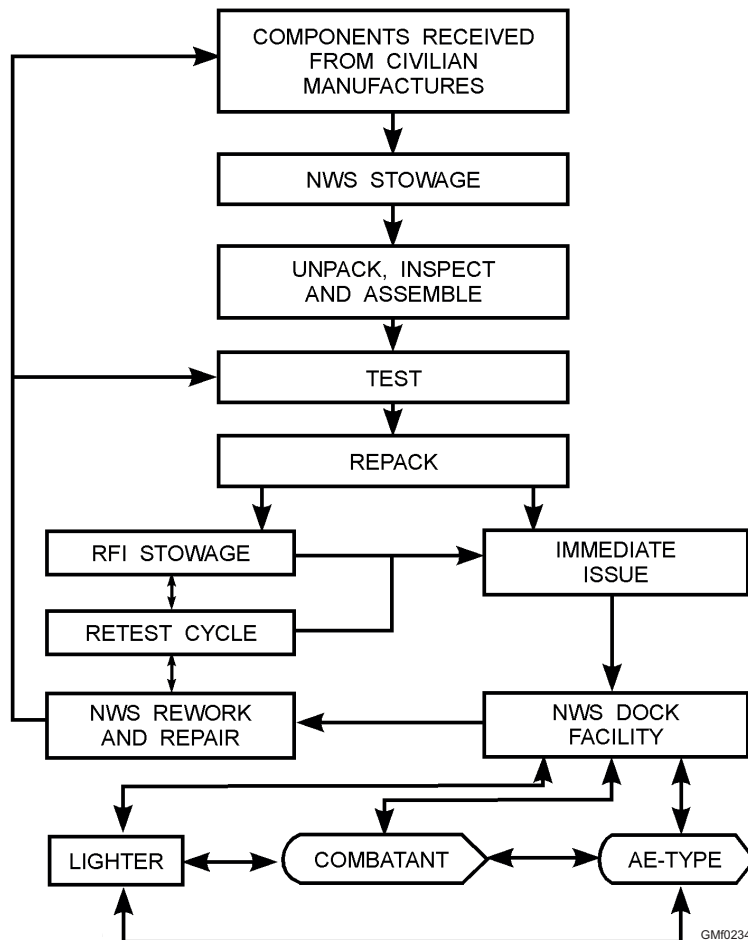 COMPONENTS RECEIVED
FROM CIVILIAN
MANUFACTURES
NWS STOWAGE
UNPACK, INSPECT
AND ASSEMBLE
TEST
REPACK
RFI STOWAGE
IMMEDIATE
ISSUE
RETEST CYCLE
NWS REWORK
AND REPAIR
NWS DOCK
FACILITY
LIGHTER
COMBATANT
AE-TYPE
GMf0234